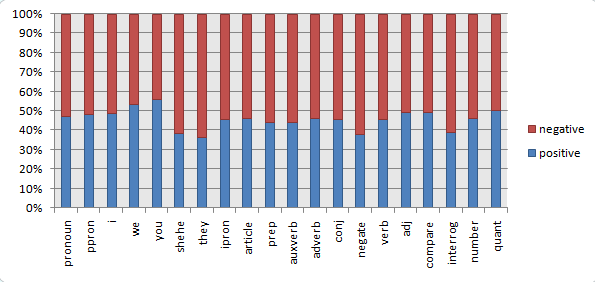 100%
90%
80%
70%
60%
50%
40%
30%
20%
10%
0%
pronoun
ppron
i
we
you
shehe
they
ipron
article
prep
auxverb
adverb
conj
negate
verb
adj
compare
interrog
number
quant
negative
positive